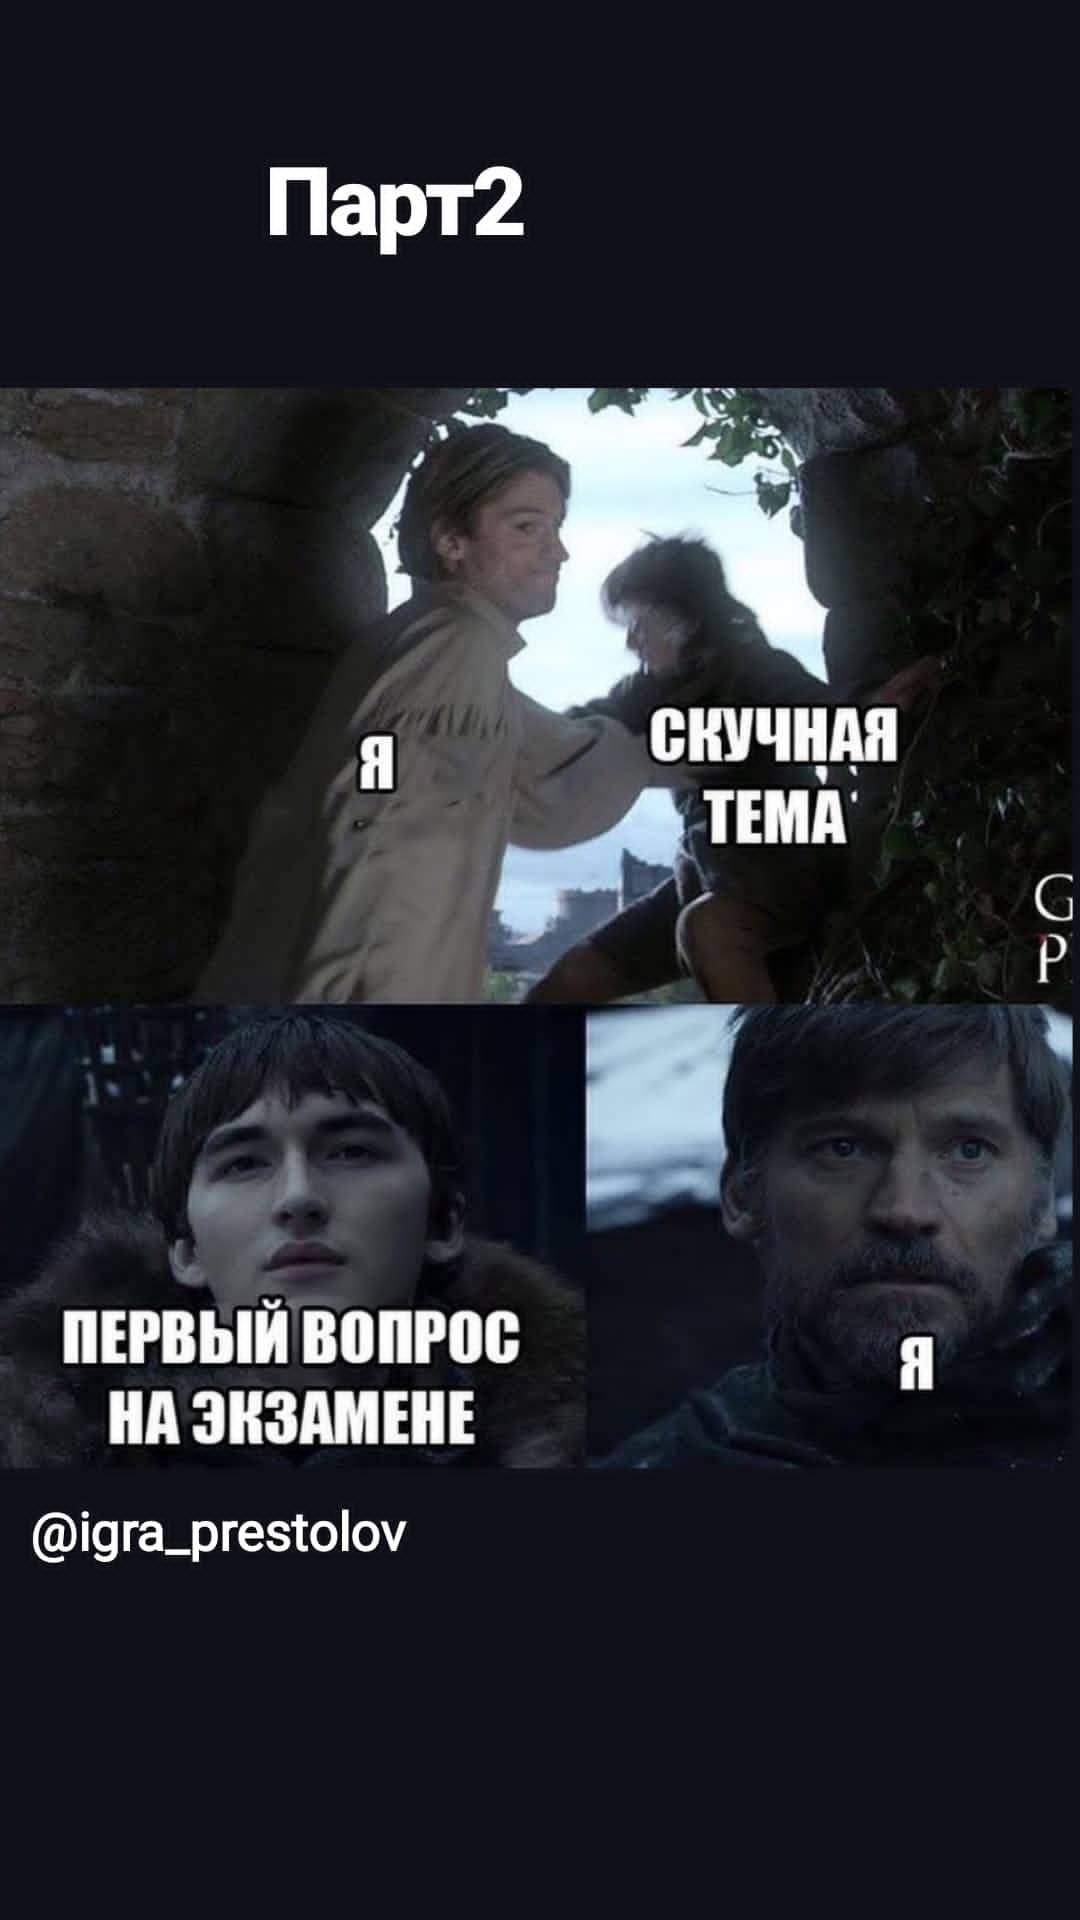 Парт2
Я
СКУЧНАЯ
ТЕМА
G
P
ПЕРВЫЙ ВОПРОС
НА ЭКЗАМЕНЕ
Я
@igra_prestolov